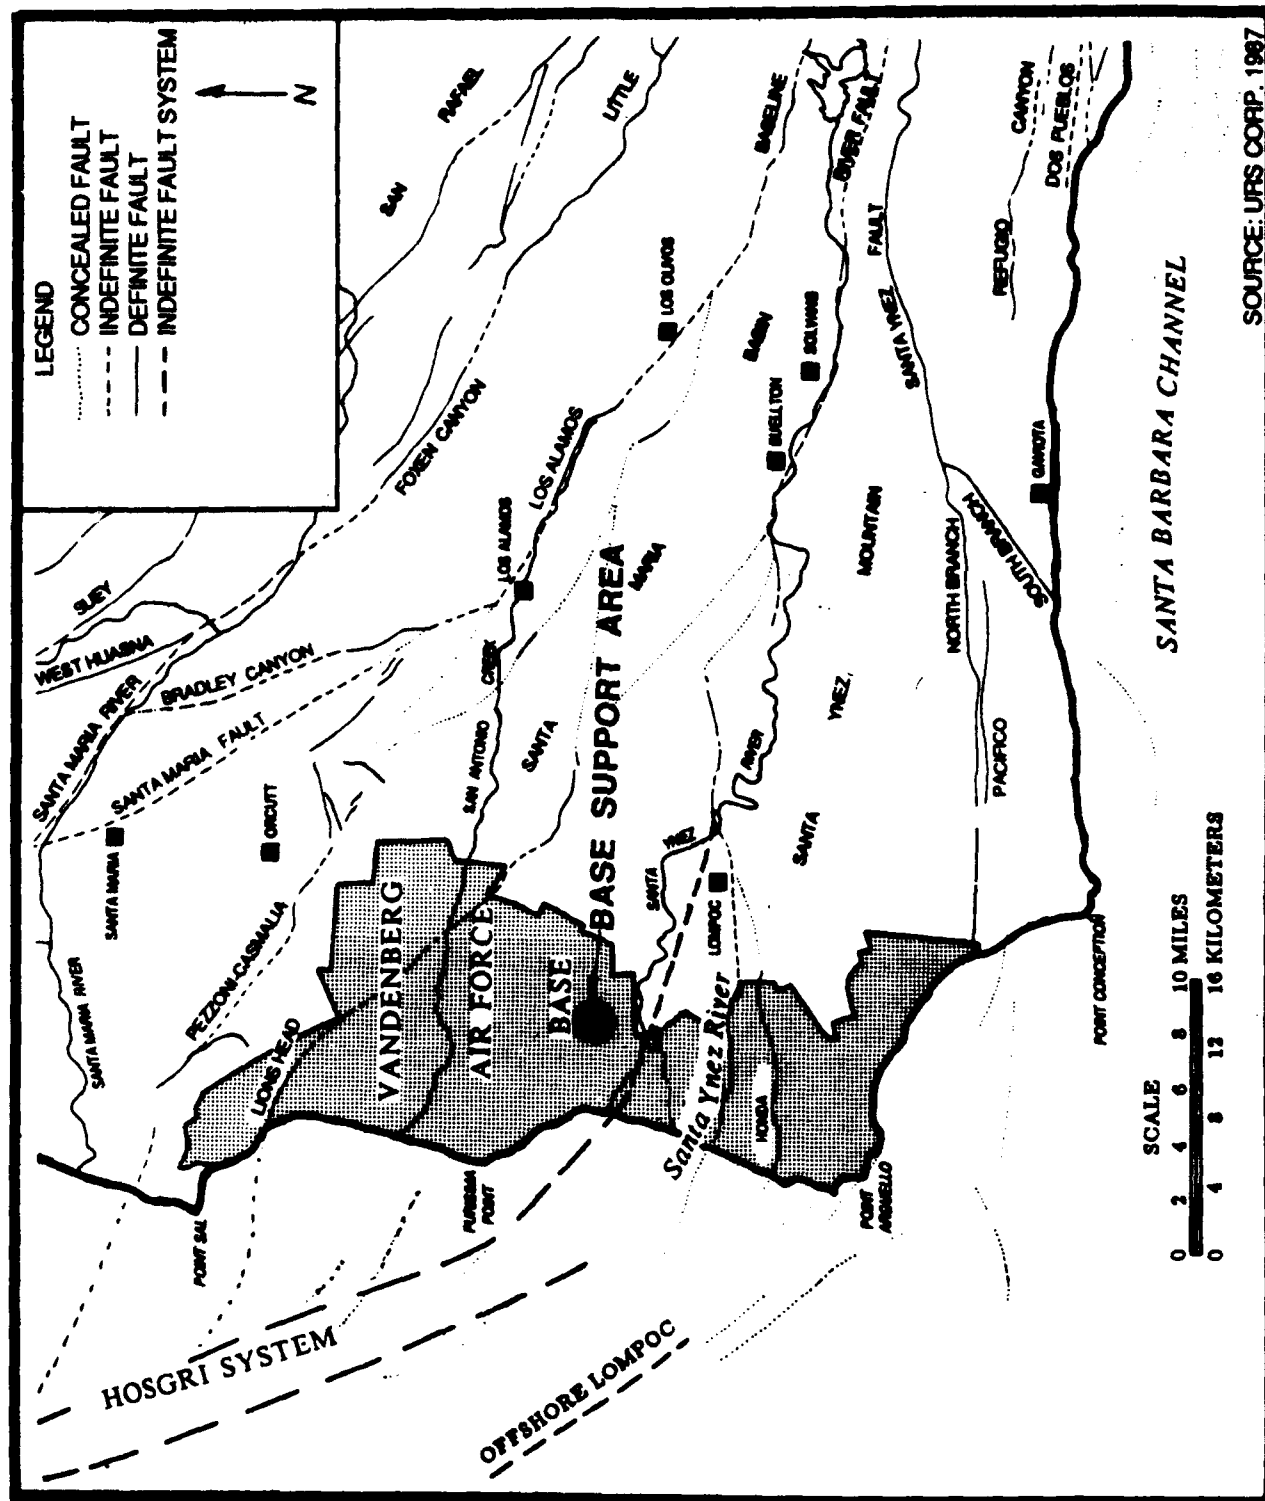 LEGEND
CONCEALED FAULT
INDEFINITE FAULT
DEFINITE FAULT
INDEFINITE FAULT SYSTEM
N
SANTA MARIA RIVER
WEST HUASNA
SUEY
SANTA MARIA RIVER
BRADLEY CANYON
SANTA MARIA FAULT
SANTA MARIA
ORCUTT
PEZZONI-CASMALIA
LIONS HEAD
POINT SAL
SAN
RAFAEL
LITTLE
FOXEN CANYON
LOS ALAMOS
LOS ALAMOS
SAN ANTONIO
CREEK
LOS OLIVOS
BASELINE
VANDENBERG
AIR FORCE
BASE
BASE SUPPORT AREA
PURISIMA
POINT
HOSGRI SYSTEM
OFFSHORE LOMPOC
SANTA
MARIA
BASIN
BUELLTON
SOLVANG
RIVER FAULT
SANTA
YNEZ
RIVER
LOMPOC
Santa Ynez River
HONDA
POINT
ARGUELLO
SANTA
YNEZ
MOUNTAIN
SANTA YNEZ
FAULT
NORTH BRANCH
SOUTH BRANCH
PACIFICO
GAVIOTA
REFUGIO
CANYON
DOS PUEBLOS
POINT CONCEPTION
SANTA BARBARA CHANNEL
SCALE
0 2 4 6 8 10 MILES
0 4 8 12 16 KILOMETERS
SOURCE: URS CORP. 1987